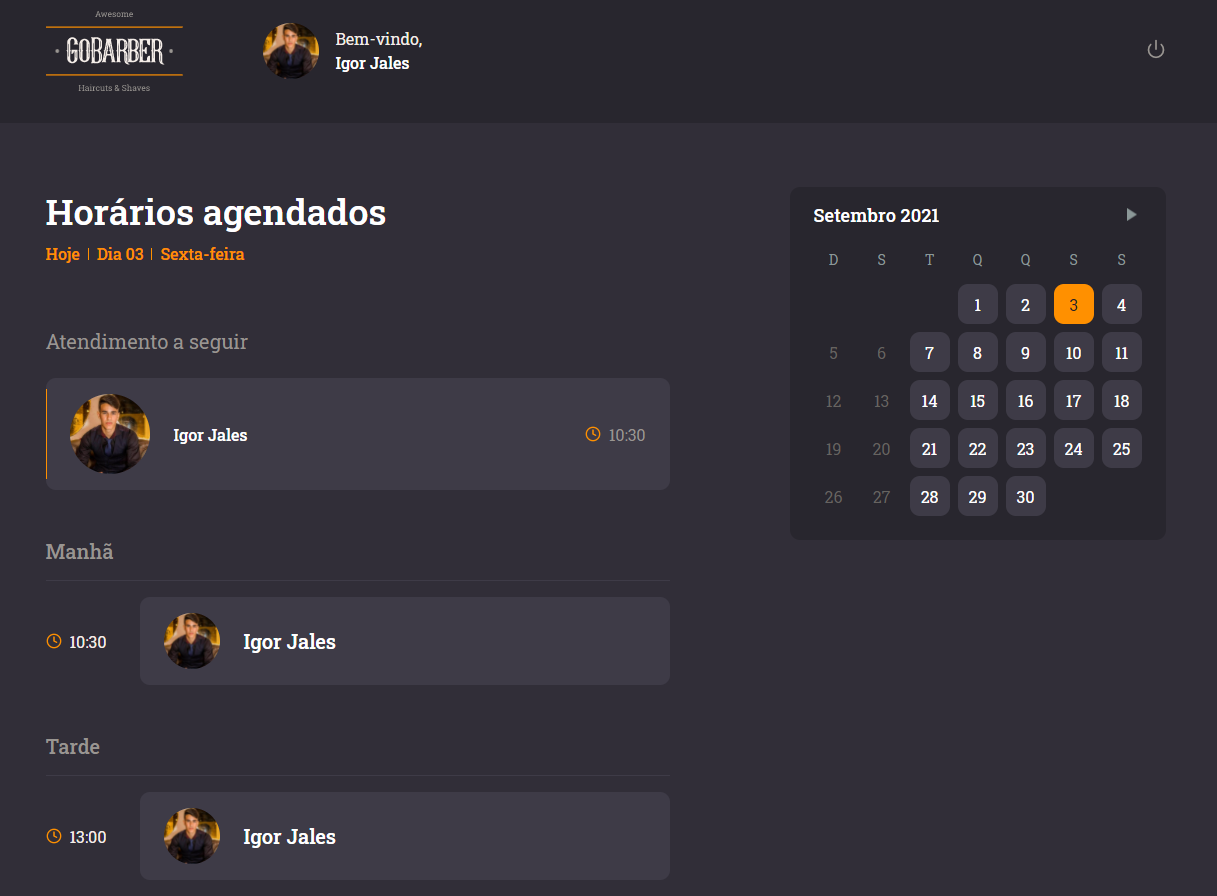 Awesome
· GOBARBER ·
Haircuts & Shaves
Bem-vindo,
Igor Jales
Horários agendados
Hoje | Dia 03 | Sexta-feira
Atendimento a seguir
Igor Jales 10:30
Manhã
10:30 Igor Jales
Tarde
13:00 Igor Jales
Setembro 2021
D S T Q Q S S
1 2 3 4
5 6 7 8 9 10 11
12 13 14 15 16 17 18
19 20 21 22 23 24 25
26 27 28 29 30